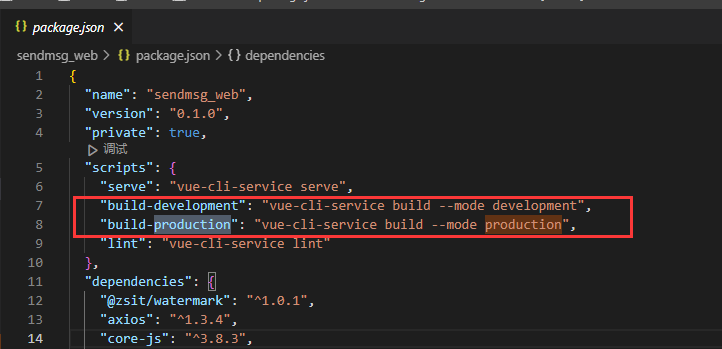 package.json
sendmsg_web > package.json > dependencies
1 {
2 "name": "sendmsg_web",
3 "version": "0.1.0",
4 "private": true,
调试
5 "scripts": {
6 "serve": "vue-cli-service serve",
7 "build-development": "vue-cli-service build --mode development",
8 "build-production": "vue-cli-service build --mode production",
9 "lint": "vue-cli-service lint"
10 },
11 "dependencies": {
12 "@zsit/watermark": "^1.0.1",
13 "axios": "^1.3.4",
14 "core-js": "^3.8.3",